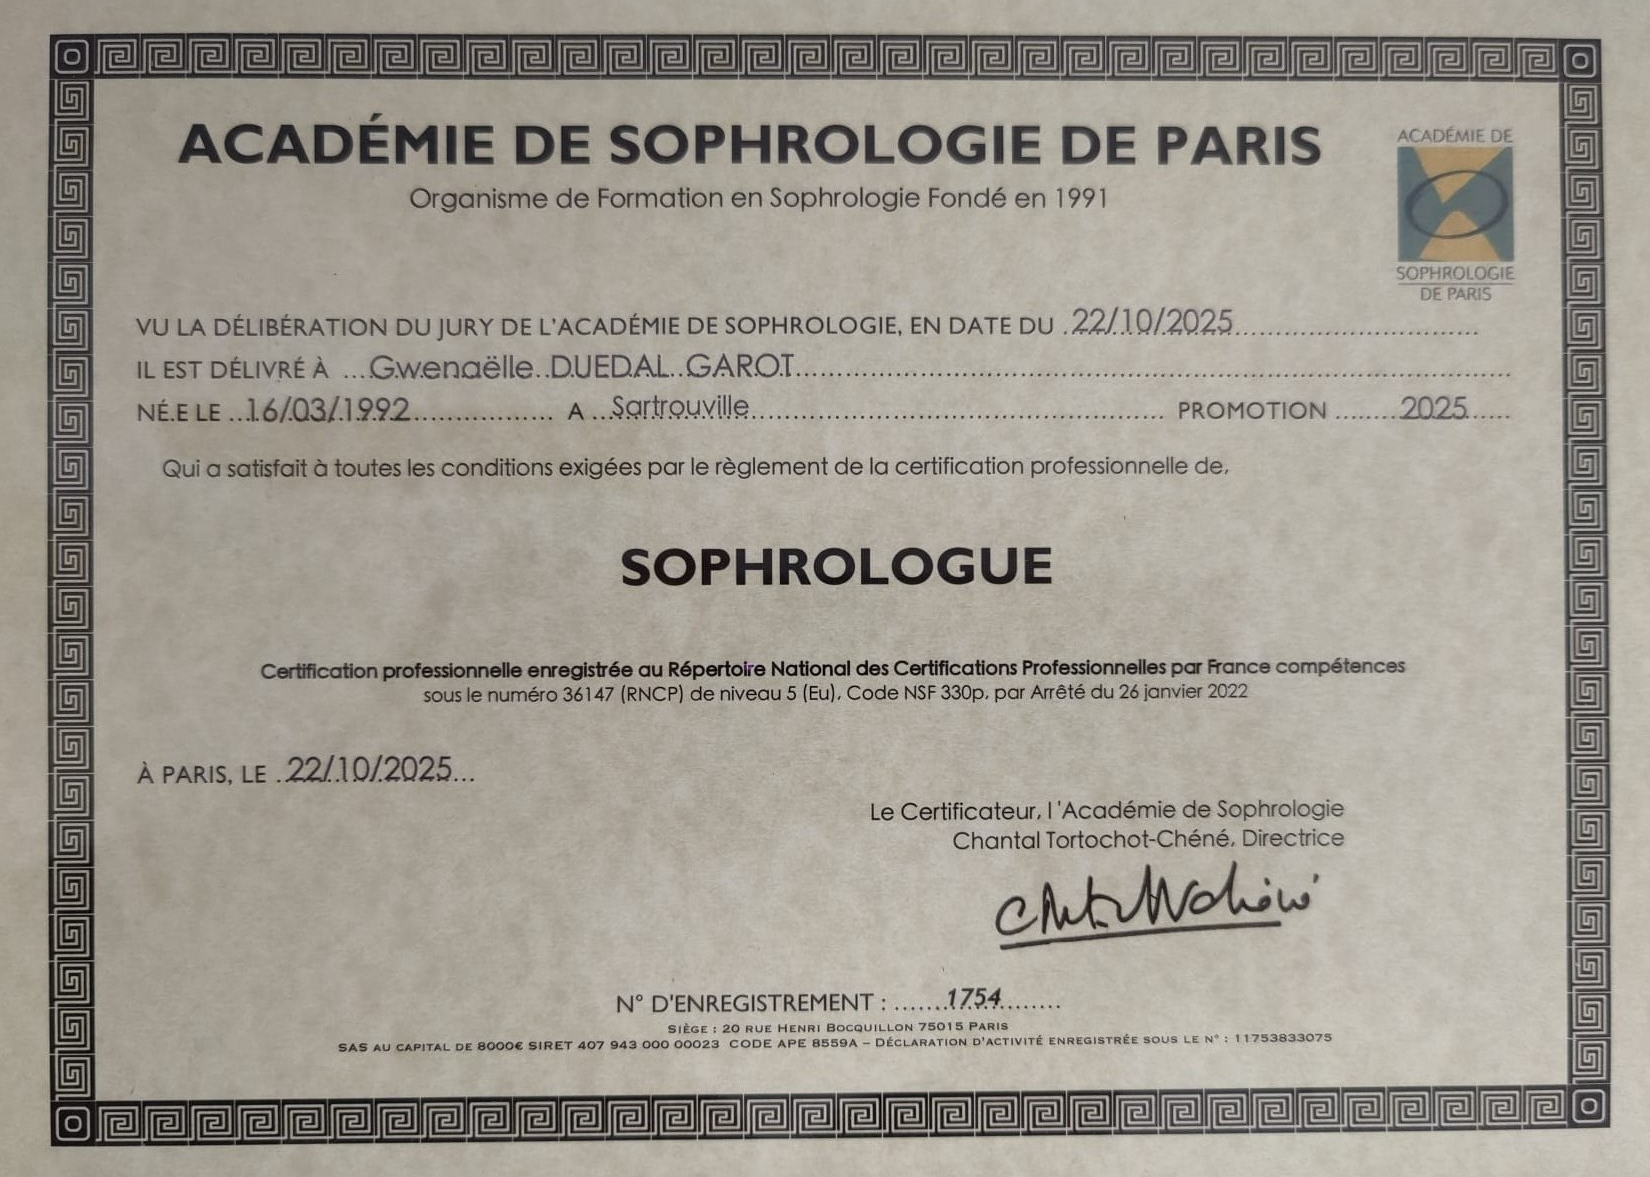 ACADÉMIE DE SOPHROLOGIE DE PARIS
Organisme de Formation en Sophrologie Fondé en 1991
ACADÉMIE DE
SOPHROLOGIE
DE PARIS
VU LA DÉLIBÉRATION DU JURY DE L'ACADÉMIE DE SOPHROLOGIE, EN DATE DU 22/10/2025
IL EST DÉLIVRÉ À Gwenaëlle DUEDAL GAROT
NÉ.E LE 16/03/1992 A Sartrouville PROMOTION 2025
Qui a satisfait à toutes les conditions exigées par le règlement de la certification professionnelle de,
SOPHROLOGUE
Certification professionnelle enregistrée au Répertoire National des Certifications Professionnelles par France compétences
sous le numéro 36147 (RNCP) de niveau 5 (Eu), Code NSF 330p, par Arrêté du 26 janvier 2022
À PARIS, LE 22/10/2025
Le Certificateur, l'Académie de Sophrologie
Chantal Tortochot-Chéné, Directrice
N° D'ENREGISTREMENT : 1754
SIÈGE : 20 RUE HENRI BOCQUILLON 75015 PARIS
SAS AU CAPITAL DE 8000€ SIRET 407 943 000 00023 CODE APE 8559A – DÉCLARATION D'ACTIVITÉ ENREGISTRÉE SOUS LE N° : 11753833075